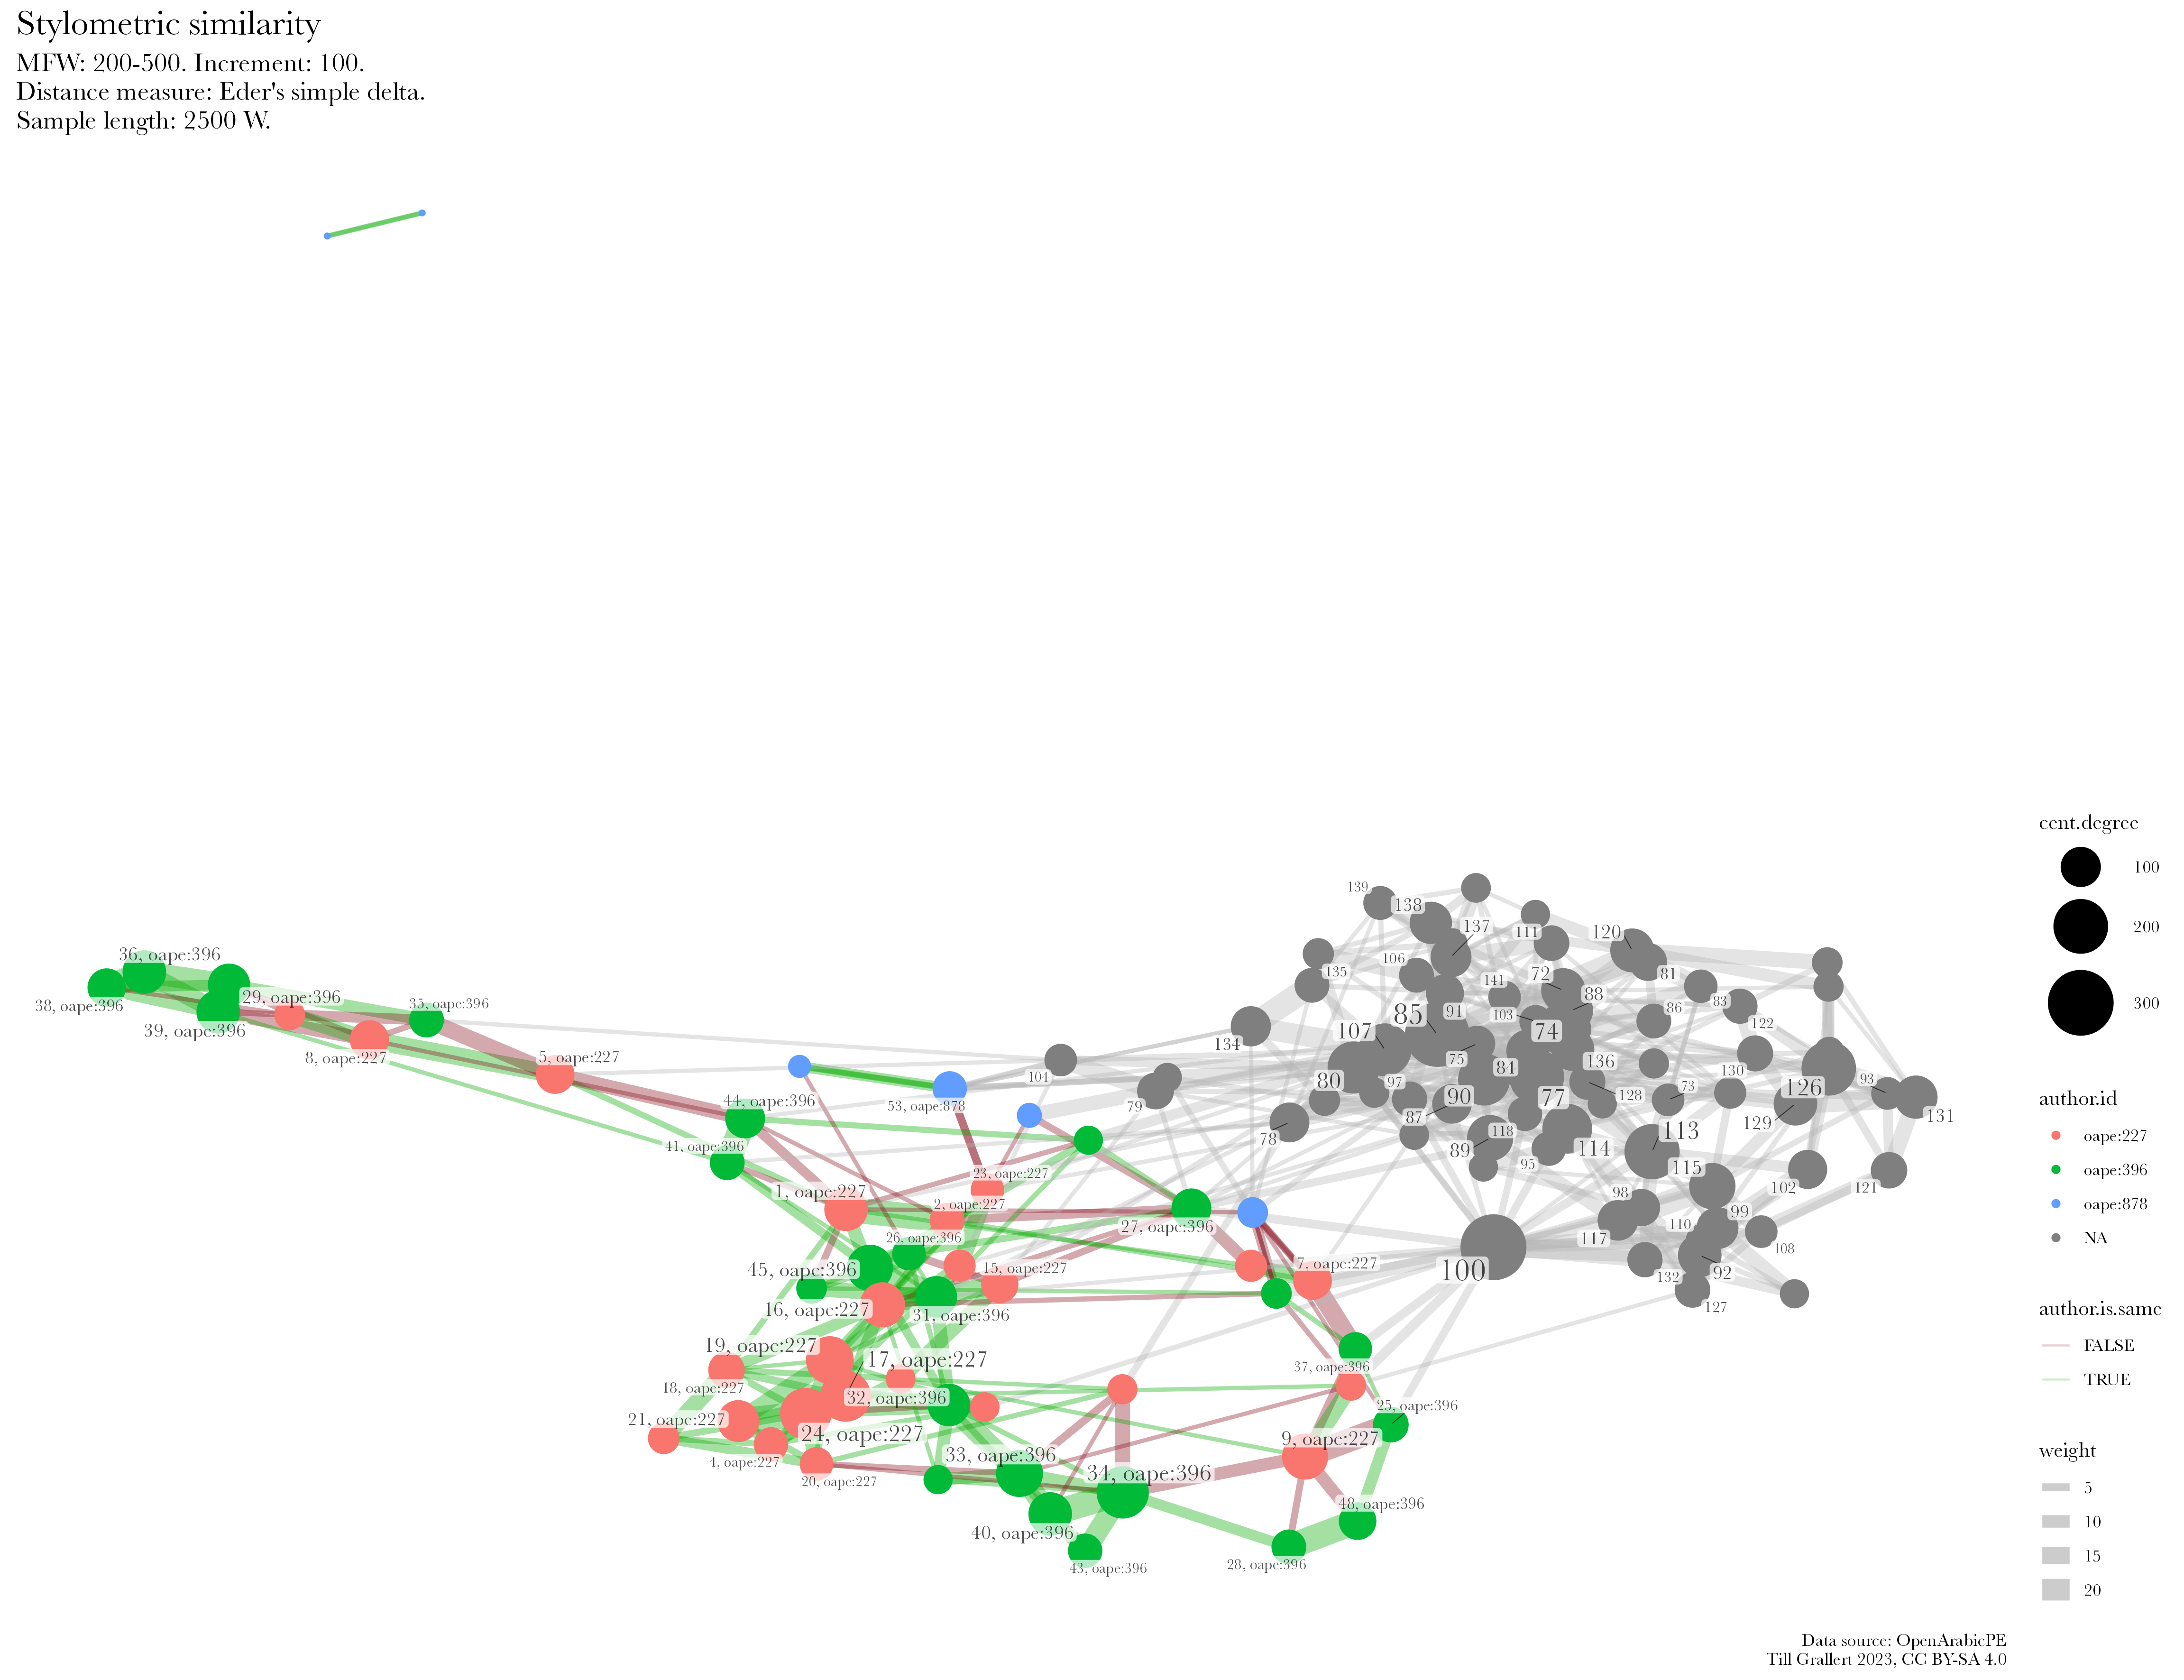 Stylometric similarity
MFW: 200-500. Increment: 100.
Distance measure: Eder's simple delta.
Sample length: 2500 W.
139
138
137
111
120
106
135
81
72
141
88
83
86
122
85
91
103
74
107
134
75
136
84
104
80
97
130
73
93
128
126
79
90
77
87
129
131
78
118
113
89
114
95
115
102
121
98
99
110
117
108
100
132
92
127
36, oape:396
38, oape:396
29, oape:396
39, oape:396
35, oape:396
8, oape:227
5, oape:227
53, oape:878
44, oape:396
41, oape:396
23, oape:227
1, oape:227
2, oape:227
27, oape:396
26, oape:396
45, oape:396
15, oape:227
7, oape:227
16, oape:227
31, oape:396
19, oape:227
17, oape:227
37, oape:396
18, oape:227
32, oape:396
25, oape:396
21, oape:227
24, oape:227
9, oape:227
33, oape:396
4, oape:227
20, oape:227
34, oape:396
48, oape:396
40, oape:396
43, oape:396
28, oape:396
cent.degree
100
200
300
author.id
oape:227
oape:396
oape:878
NA
author.is.same
FALSE
TRUE
weight
5
10
15
20
Data source: OpenArabicPE
Till Grallert 2023, CC BY-SA 4.0